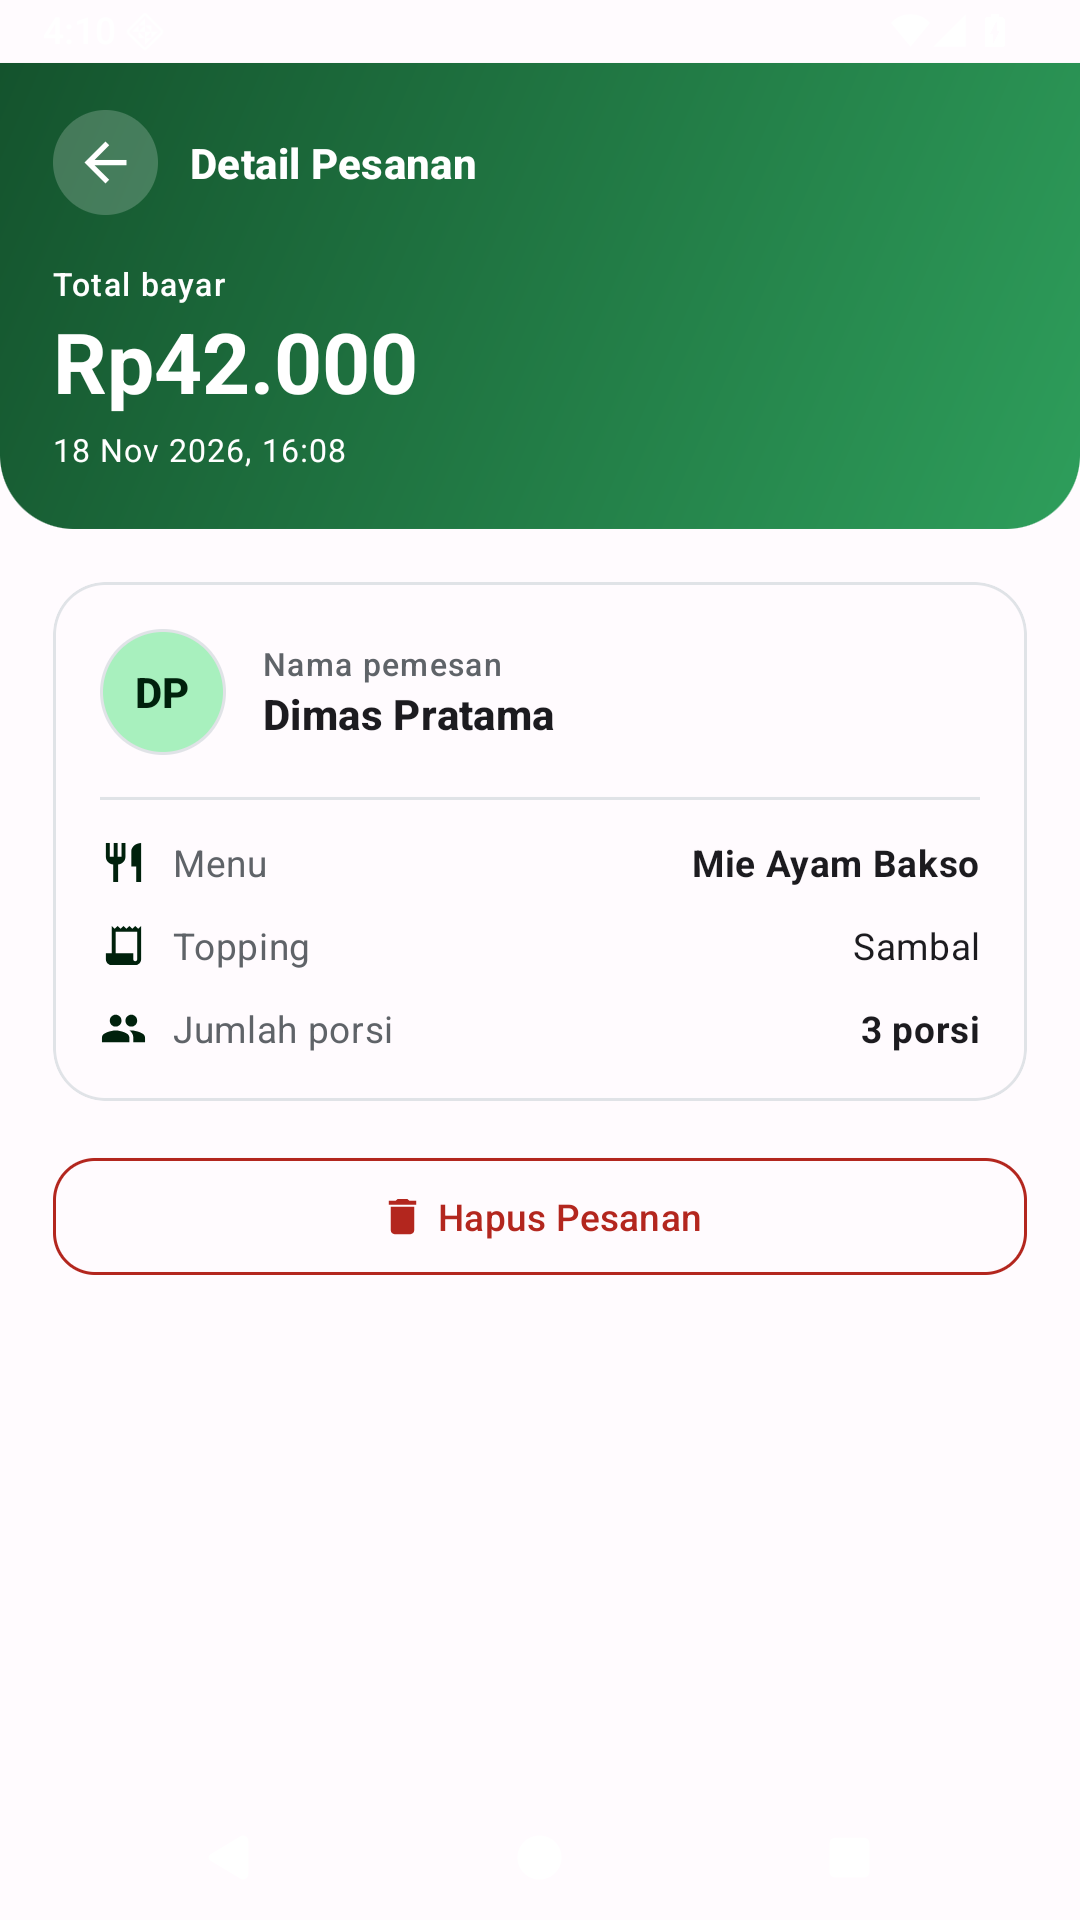 Detail Pesanan
Total bayar
Rp42.000
18 Nov 2026, 16:08
DP
Nama pemesan
Dimas Pratama
Menu
Mie Ayam Bakso
Topping
Sambal
Jumlah porsi
3 porsi
Hapus Pesanan